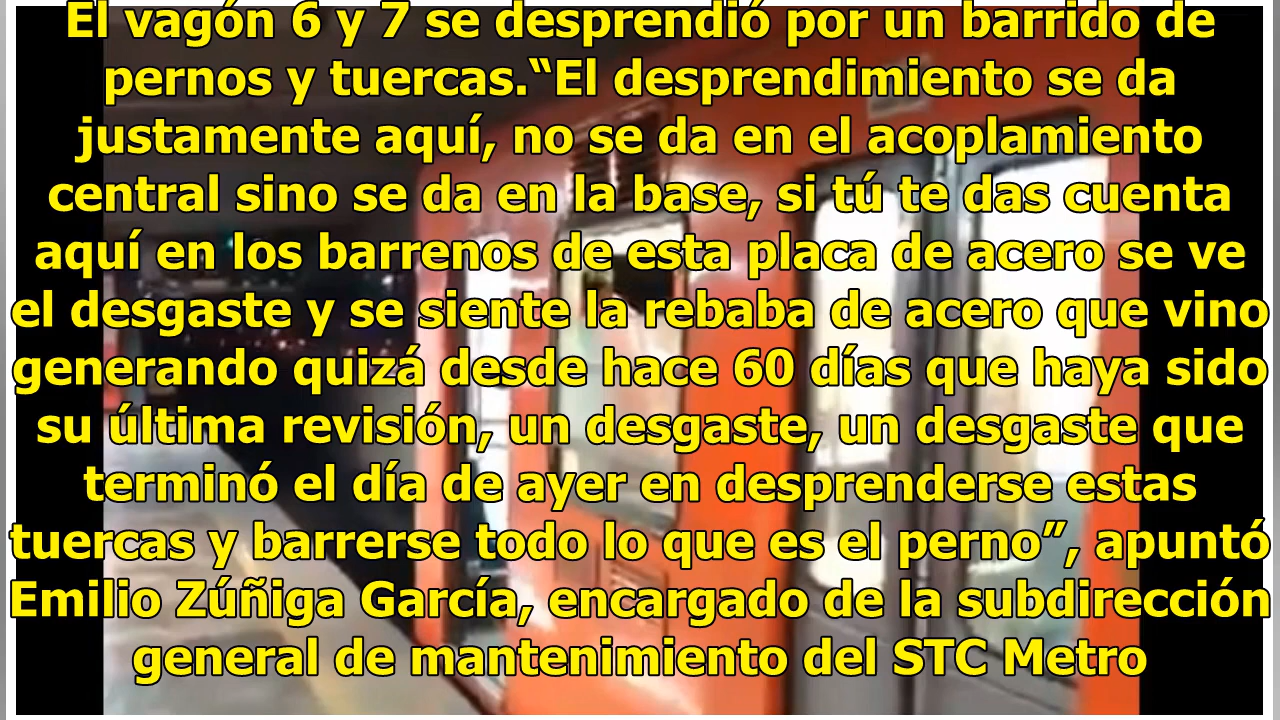 El vagón 6 y 7 se desprendió por un barrido de
pernos y tuercas.“El desprendimiento se da
justamente aquí, no se da en el acoplamiento
central sino se da en la base, si tú te das cuenta
aquí en los barrenos de esta placa de acero se ve
el desgaste y se siente la rebaba de acero que vino
generando quizá desde hace 60 días que haya sido
su última revisión, un desgaste, un desgaste que
terminó el día de ayer en desprenderse estas
tuercas y barrerse todo lo que es el perno”, apuntó
Emilio Zúñiga García, encargado de la subdirección
general de mantenimiento del STC Metro